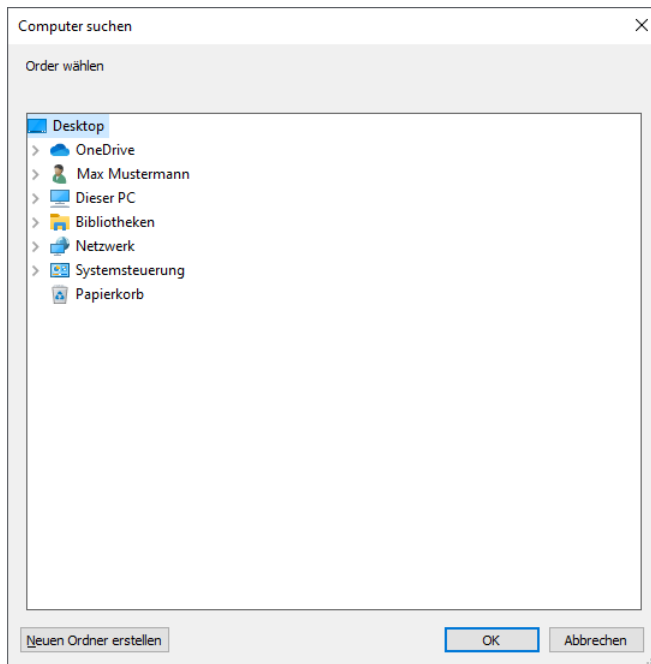 Computer suchen
Order wählen
Desktop
OneDrive
Max Mustermann
Dieser PC
Bibliotheken
Netzwerk
Systemsteuerung
Papierkorb
Neuen Ordner erstellen
OK
Abbrechen